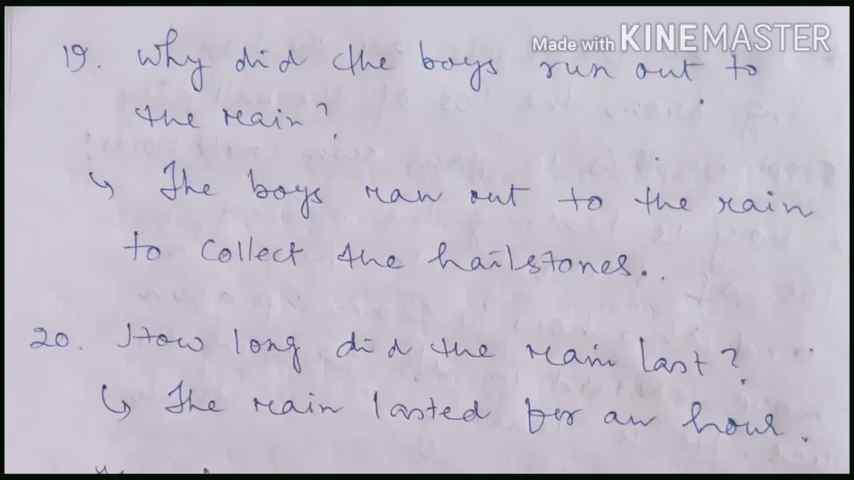 Made with KINEMASTER
19. Why did the boys run out to
the rain?
↳ The boys ran out to the rain
to collect the hailstones.
20. How long did the rain last?
↳ The rain lasted for an hour.